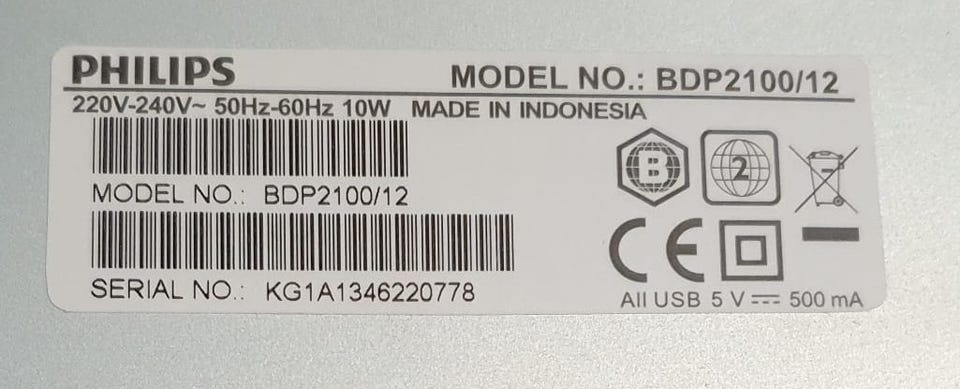 PHILIPS MODEL NO.: BDP2100/12
220V-240V~ 50Hz-60Hz 10W MADE IN INDONESIA
MODEL NO.: BDP2100/12
SERIAL NO.: KG1A1346220778
B 2
CE
All USB 5 V ⎓ 500 mA